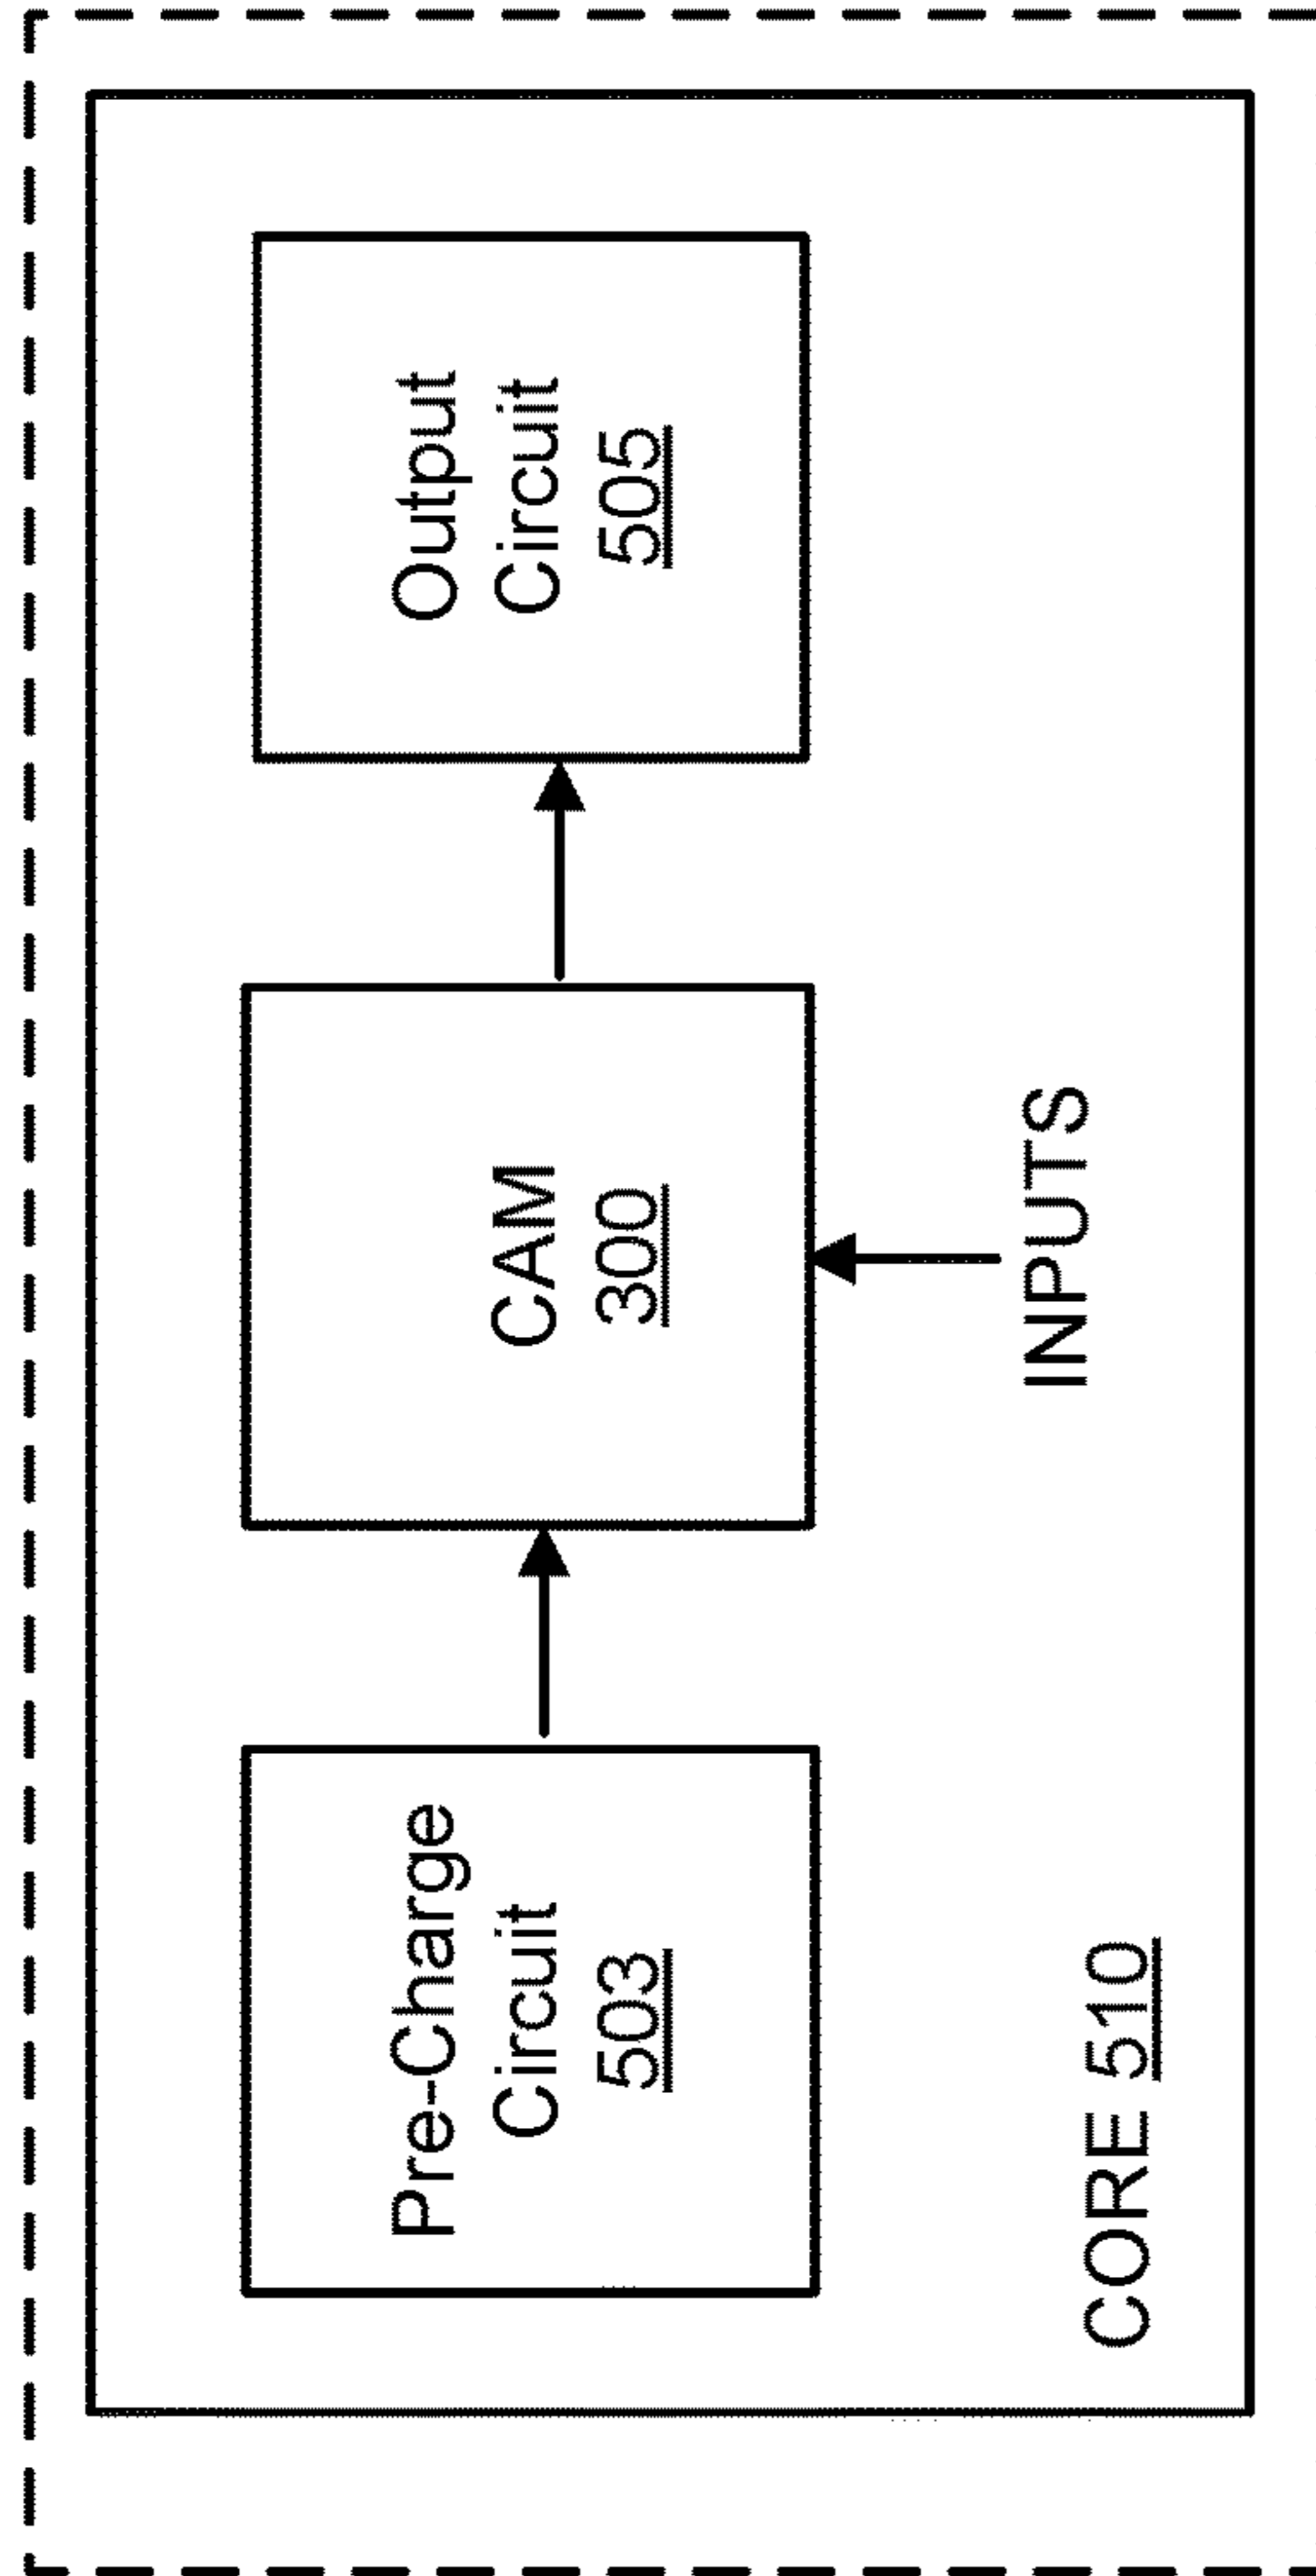 Pre-Charge
Circuit
503
CAM
300
Output
Circuit
505
INPUTS
CORE 510